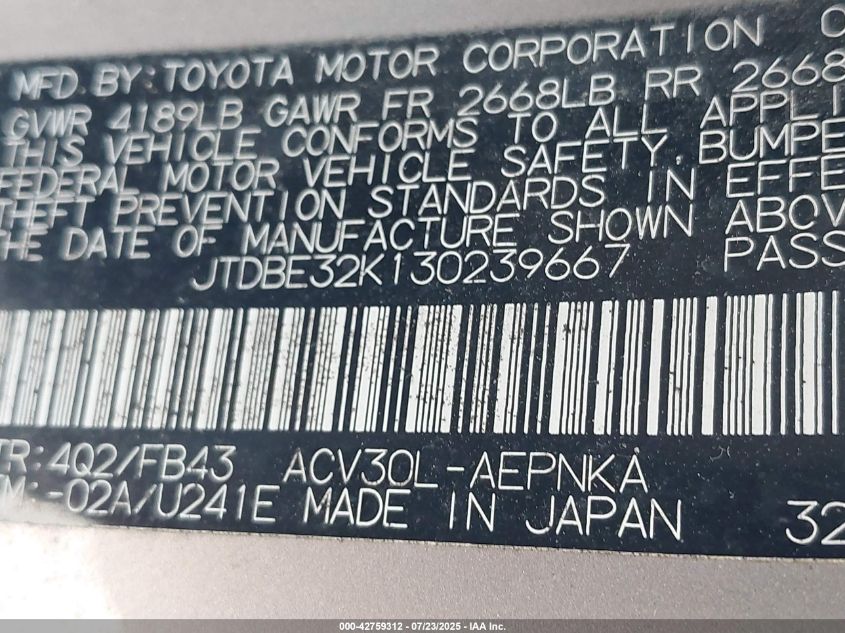 MFD. BY: TOYOTA MOTOR CORPORATION
GVWR 4189LB GAWR FR 2668LB RR 2668
THIS VEHICLE CONFORMS TO ALL APPLI
FEDERAL MOTOR VEHICLE SAFETY, BUMPE
THEFT PREVENTION STANDARDS IN EFFE
THE DATE OF MANUFACTURE SHOWN ABOV
JTDBE32K130239667 PASS
TR: 4Q2/FB43 ACV30L-AEPNKA
M: -02A/U241E MADE IN JAPAN 32
000-42759312 | 07/23/2025 - IAA Inc.